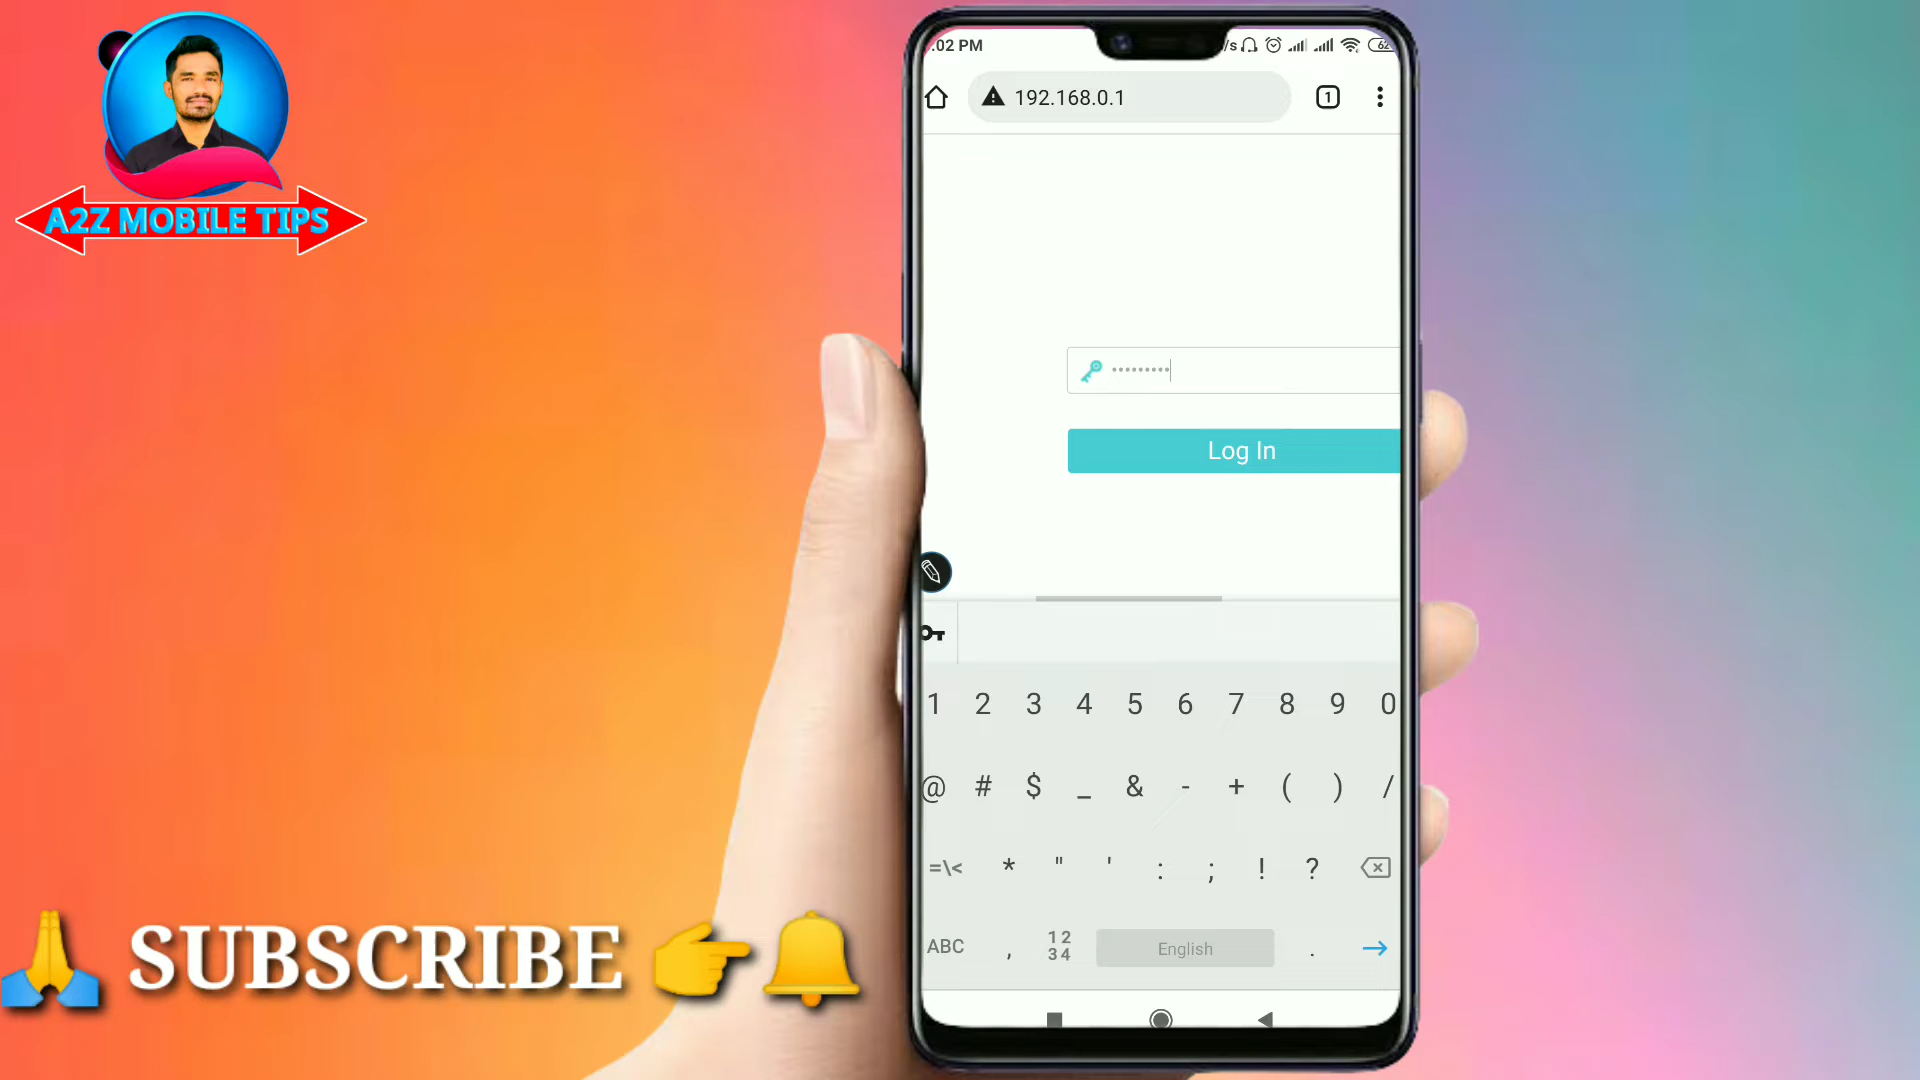 A2Z MOBILE TIPS
:02 PM
/s
62
192.168.0.1
1
•••••••••
Log In
1 2 3 4 5 6 7 8 9 0
@ # $ _ & - + ( ) /
=\< * " ' : ; ! ?
ABC , 12 34 English .
SUBSCRIBE